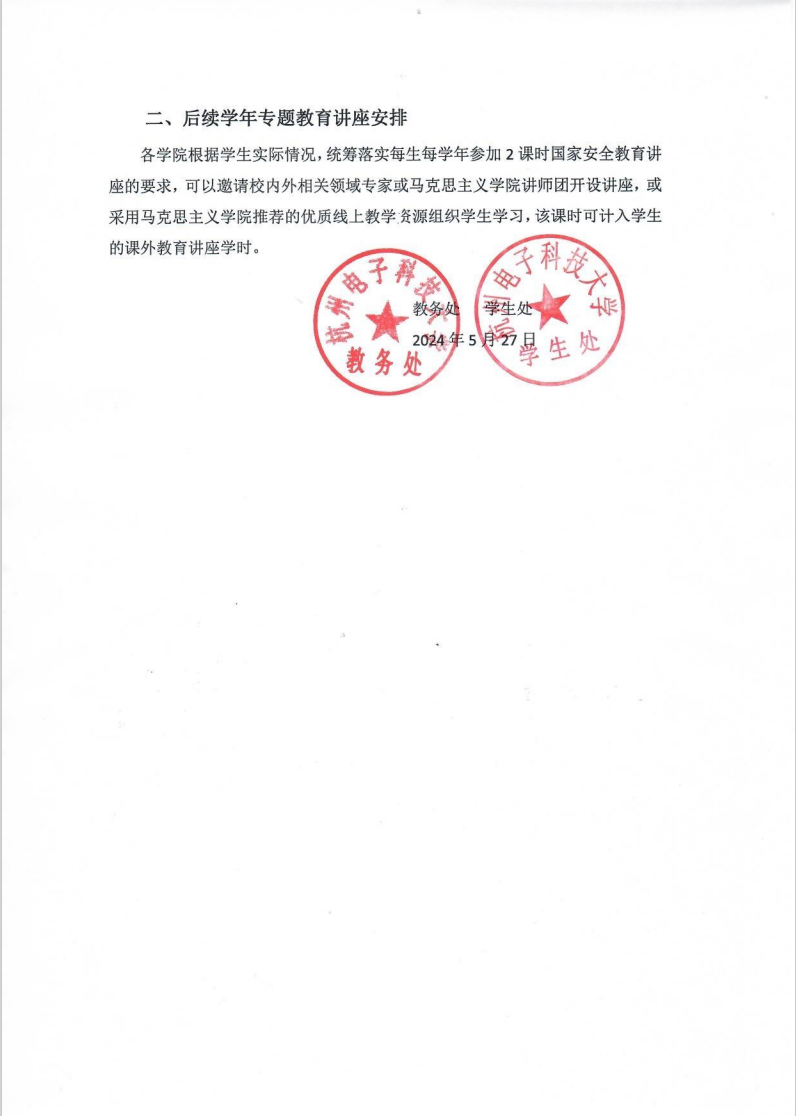 二、后续学年专题教育讲座安排
各学院根据学生实际情况，统筹落实每生每学年参加 2 课时国家安全教育讲
座的要求，可以邀请校内外相关领域专家或马克思主义学院讲师团开设讲座，或
采用马克思主义学院推荐的优质线上教学资源组织学生学习，该课时可计入学生
的课外教育讲座学时。
教务处 学生处
2024 年 5 月 27 日
杭州电子科技大学
教务处
杭州电子科技大学
学生处